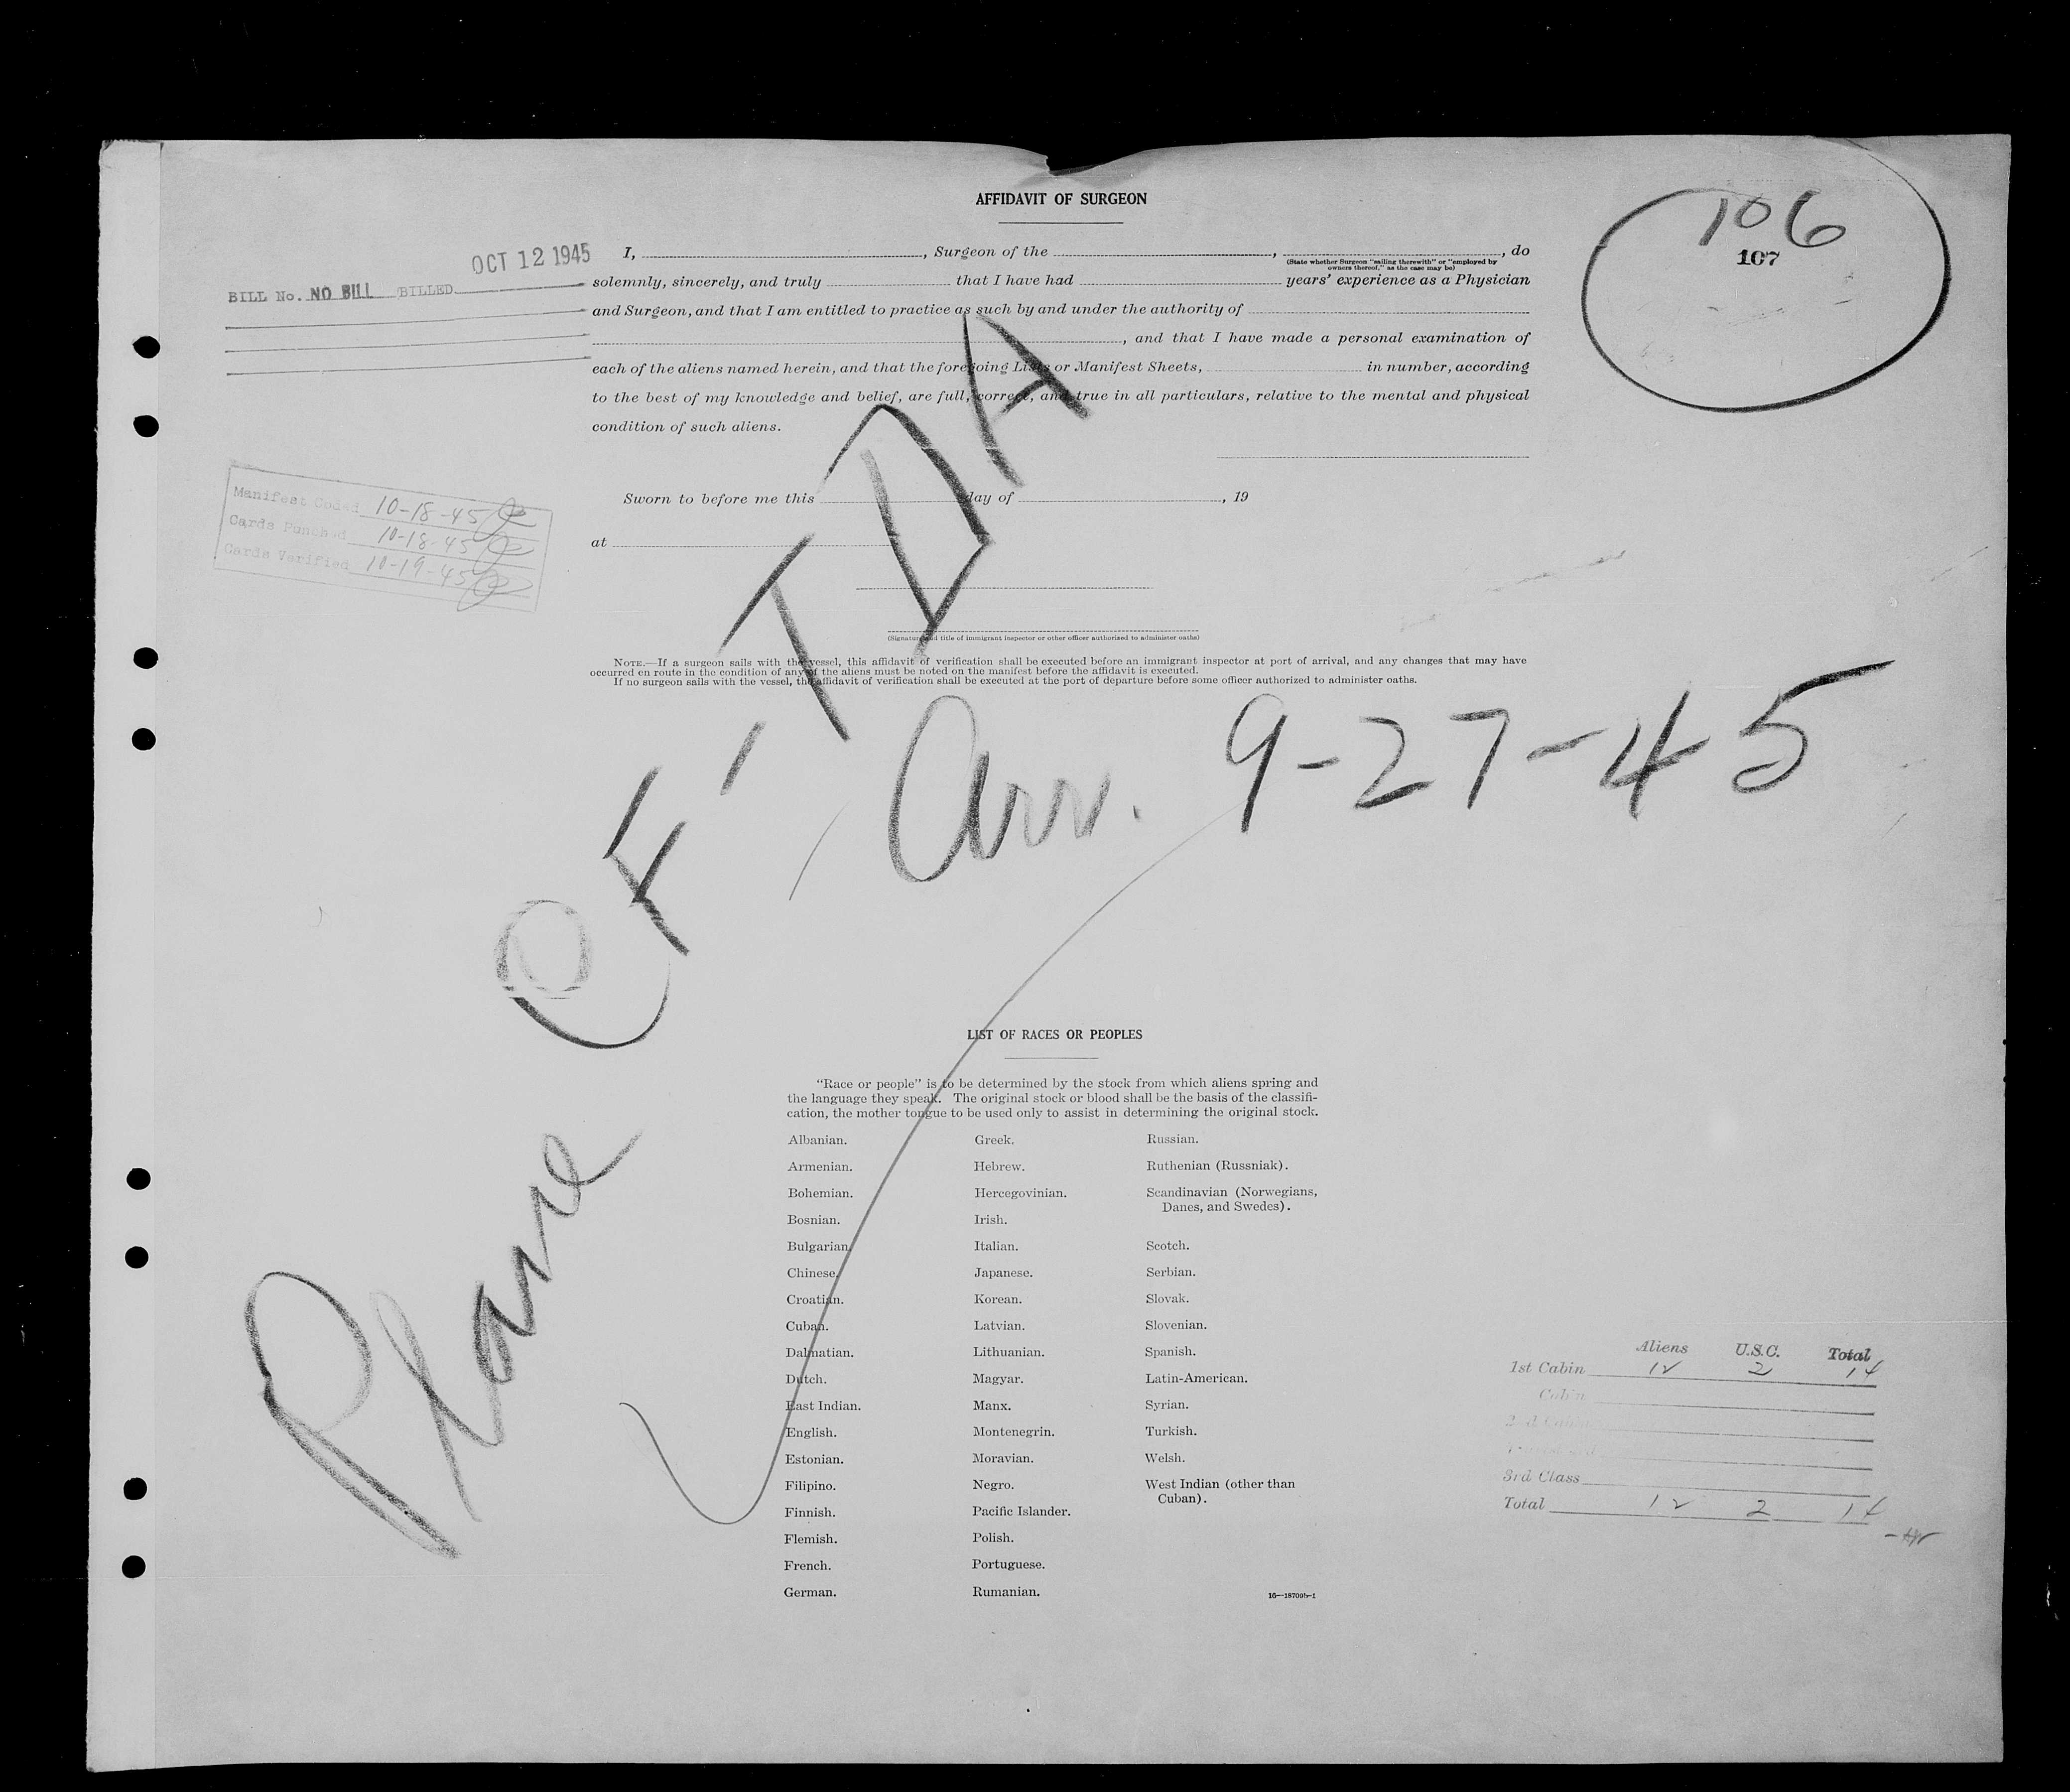 AFFIDAVIT OF SURGEON
106
107
OCT 12 1945
BILL No. NO BILL BILLED
I, , Surgeon of the , , do
(State whether Surgeon "sailing therewith" or "employed by
owners thereof," as the case may be)
solemnly, sincerely, and truly that I have had years' experience as a Physician
and Surgeon, and that I am entitled to practice as such by and under the authority of
, and that I have made a personal examination of
each of the aliens named herein, and that the foregoing Lists or Manifest Sheets, in number, according
to the best of my knowledge and belief, are full, correct, and true in all particulars, relative to the mental and physical
condition of such aliens.
Manifest Coded 10-18-45
Cards Punched 10-18-45
Cards Verified 10-19-45
Sworn to before me this day of , 19
at
(Signature and title of immigrant inspector or other officer authorized to administer oaths)
NOTE.—If a surgeon sails with the vessel, this affidavit of verification shall be executed before an immigrant inspector at port of arrival, and any changes that may have
occurred en route in the condition of any of the aliens must be noted on the manifest before the affidavit is executed.
If no surgeon sails with the vessel, the affidavit of verification shall be executed at the port of departure before some officer authorized to administer oaths.
Plane CF-TDA
Arr. 9-27-45
LIST OF RACES OR PEOPLES
"Race or people" is to be determined by the stock from which aliens spring and
the language they speak. The original stock or blood shall be the basis of the classifi-
cation, the mother tongue to be used only to assist in determining the original stock.
Albanian. Greek. Russian.
Armenian. Hebrew. Ruthenian (Russniak).
Bohemian. Hercegovinian. Scandinavian (Norwegians,
Danes, and Swedes).
Bosnian. Irish.
Bulgarian. Italian. Scotch.
Chinese. Japanese. Serbian.
Croatian. Korean. Slovak.
Cuban. Latvian. Slovenian.
Dalmatian. Lithuanian. Spanish.
Dutch. Magyar. Latin-American.
East Indian. Manx. Syrian.
English. Montenegrin. Turkish.
Estonian. Moravian. Welsh.
Filipino. Negro. West Indian (other than
Cuban).
Finnish. Pacific Islander.
Flemish. Polish.
French. Portuguese.
German. Rumanian.
16—18709b-1
Aliens U.S.C. Total
1st Cabin 12 2 14
Cabin
2nd Cabin
3rd Class
Total 12 2 14